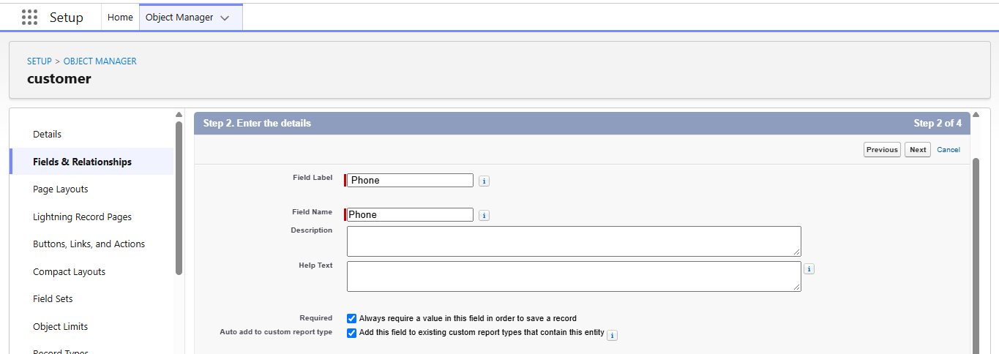 Setup Home Object Manager
SETUP > OBJECT MANAGER
customer
Details
Fields & Relationships
Page Layouts
Lightning Record Pages
Buttons, Links, and Actions
Compact Layouts
Field Sets
Object Limits
Record Types
Step 2. Enter the details Step 2 of 4
Previous Next Cancel
Field Label Phone i
Field Name Phone i
Description
Help Text i
Required Always require a value in this field in order to save a record
Auto add to custom report type Add this field to existing custom report types that contain this entity i